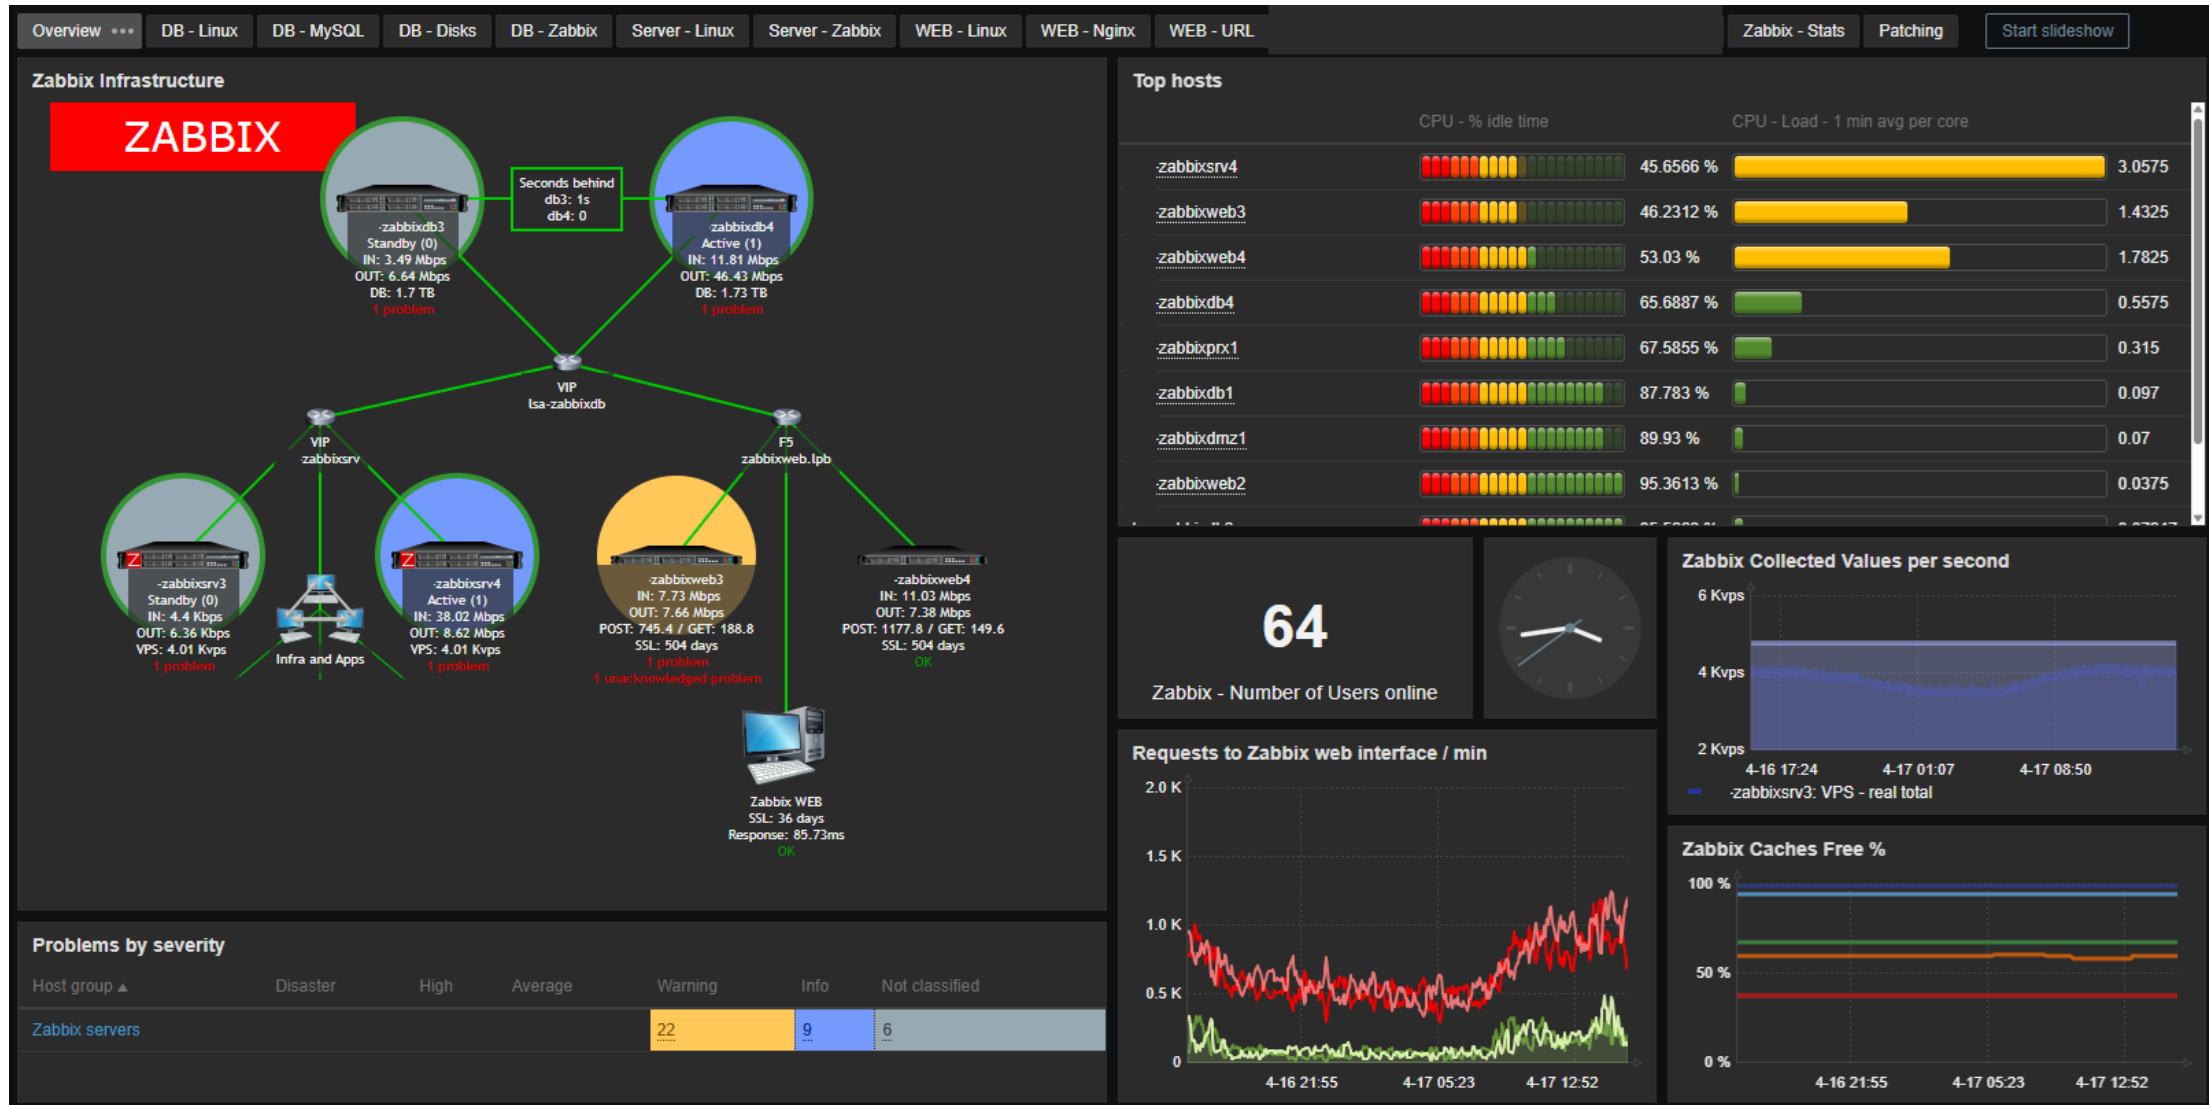 Overview ••• DB - Linux DB - MySQL DB - Disks DB - Zabbix Server - Linux Server - Zabbix WEB - Linux WEB - Nginx WEB - URL Zabbix - Stats Patching Start slideshow
Zabbix Infrastructure
ZABBIX
Seconds behind
db3: 1s
db4: 0
-zabbixdb3
Standby (0)
IN: 3.49 Mbps
OUT: 6.64 Mbps
DB: 1.7 TB
1 problem
-zabbixdb4
Active (1)
IN: 11.81 Mbps
OUT: 46.43 Mbps
DB: 1.73 TB
1 problem
VIP
lsa-zabbixdb
VIP
-zabbixsrv
F5
zabbixweb.lpb
Z
-zabbixsrv3
Standby (0)
IN: 4.4 Kbps
OUT: 6.36 Kbps
VPS: 4.01 Kvps
1 problem
Infra and Apps
Z
-zabbixsrv4
Active (1)
IN: 38.02 Mbps
OUT: 8.62 Mbps
VPS: 4.01 Kvps
1 problem
-zabbixweb3
IN: 7.73 Mbps
OUT: 7.66 Mbps
POST: 745.4 / GET: 188.8
SSL: 504 days
1 problem
1 unacknowledged problem
-zabbixweb4
IN: 11.03 Mbps
OUT: 7.38 Mbps
POST: 1177.8 / GET: 149.6
SSL: 504 days
OK
Zabbix WEB
SSL: 36 days
Response: 85.73ms
OK
Problems by severity
Host group ▲ Disaster High Average Warning Info Not classified
Zabbix servers 22 9 6
Top hosts
CPU - % idle time CPU - Load - 1 min avg per core
-zabbixsrv4 45.6566 % 3.0575
-zabbixweb3 46.2312 % 1.4325
-zabbixweb4 53.03 % 1.7825
-zabbixdb4 65.6887 % 0.5575
-zabbixprx1 67.5855 % 0.315
-zabbixdb1 87.783 % 0.097
-zabbixdmz1 89.93 % 0.07
-zabbixweb2 95.3613 % 0.0375
64
Zabbix - Number of Users online
Zabbix Collected Values per second
6 Kvps
4 Kvps
2 Kvps
4-16 17:24 4-17 01:07 4-17 08:50
-zabbixsrv3: VPS - real total
Requests to Zabbix web interface / min
2.0 K
1.5 K
1.0 K
0.5 K
0
4-16 21:55 4-17 05:23 4-17 12:52
Zabbix Caches Free %
100 %
50 %
0 %
4-16 21:55 4-17 05:23 4-17 12:52